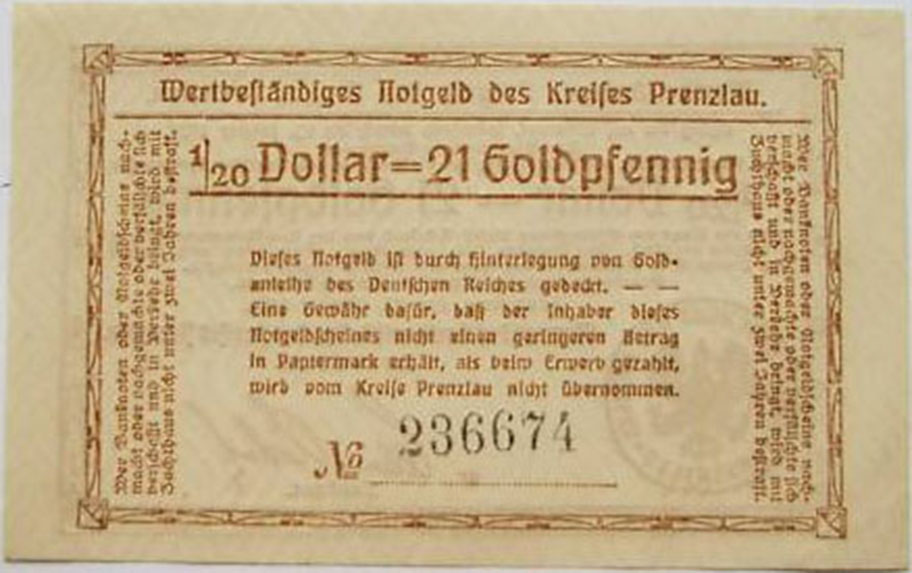 Wertbeständiges Notgeld des Kreises Prenzlau.
1/20 Dollar=21 Goldpfennig
Dieses Notgeld ist durch Hinterlegung von Gold-
anleihe des Deutschen Reiches gedeckt. — —
Eine Gewähr dafür, daß der Inhaber dieses
Notgeldscheines nicht einen geringeren Betrag
in Papiermark erhält, als beim Erwerb gezahlt,
wird vom Kreise Prenzlau nicht übernommen.
№ 236674
Wer Banknoten oder Notgeldscheine nach-
macht oder nachgemachte oder verfälschte sich
verschafft und in Verkehr bringt, wird mit
Zuchthaus nicht unter zwei Jahren bestraft.
Wer Banknoten oder Notgeldscheine nach-
macht oder nachgemachte oder verfälschte sich
verschafft und in Verkehr bringt, wird mit
Zuchthaus nicht unter zwei Jahren bestraft.